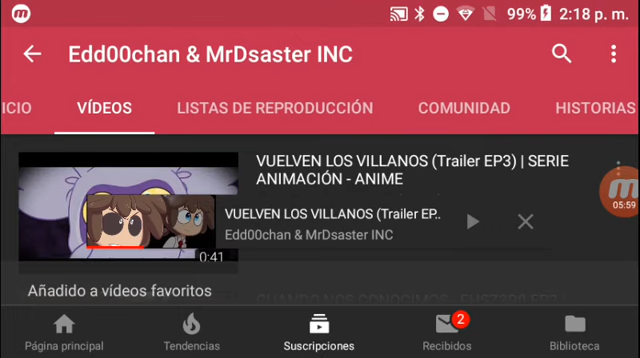 99% 2:18 p. m.
Edd00chan & MrDsaster INC
ICIO VÍDEOS LISTAS DE REPRODUCCIÓN COMUNIDAD HISTORIAS
VUELVEN LOS VILLANOS (Trailer EP3) | SERIE
ANIMACIÓN - ANIME
05:59
VUELVEN LOS VILLANOS (Trailer EP..
Edd00chan & MrDsaster INC
0:41
Añadido a vídeos favoritos
Página principal Tendencias Suscripciones 2 Recibidos Biblioteca